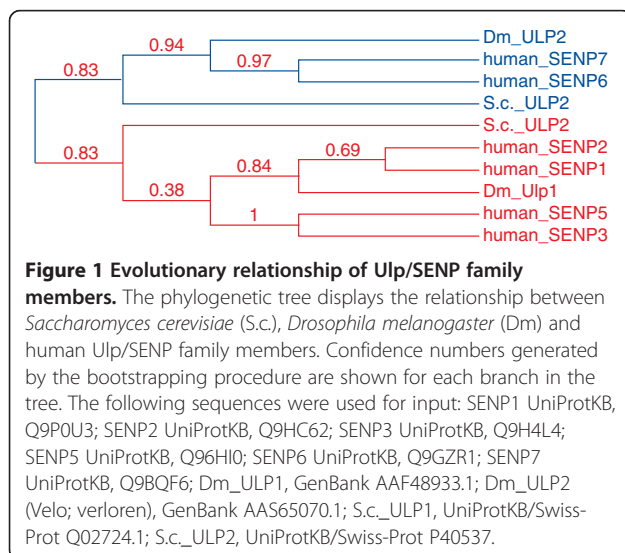 0.94
Dm_ULP2
0.83
0.97
human_SENP7
human_SENP6
S.c._ULP2
0.83
S.c._ULP2
0.69
human_SENP2
0.84
human_SENP1
0.38
Dm_Ulp1
1
human_SENP5
human_SENP3
Figure 1 Evolutionary relationship of Ulp/SENP family
members. The phylogenetic tree displays the relationship between
Saccharomyces cerevisiae (S.c.), Drosophila melanogaster (Dm) and
human Ulp/SENP family members. Confidence numbers generated
by the bootstrapping procedure are shown for each branch in the
tree. The following sequences were used for input: SENP1 UniProtKB,
Q9P0U3; SENP2 UniProtKB, Q9HC62; SENP3 UniProtKB, Q9H4L4;
SENP5 UniProtKB, Q96HI0; SENP6 UniProtKB, Q9GZR1; SENP7
UniProtKB, Q9BQF6; Dm_ULP1, GenBank AAF48933.1; Dm_ULP2
(Velo; verloren), GenBank AAS65070.1; S.c._ULP1, UniProtKB/Swiss-
Prot Q02724.1; S.c._ULP2, UniProtKB/Swiss-Prot P40537.